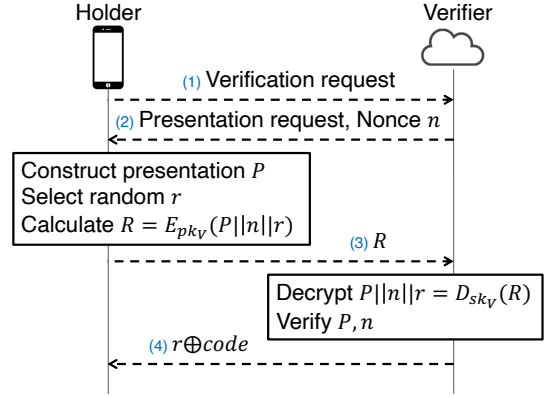 Holder
Verifier
(1) Verification request
(2) Presentation request, Nonce n
Construct presentation P
Select random r
Calculate R = E_{pk_V}(P||n||r)
(3) R
Decrypt P||n||r = D_{sk_V}(R)
Verify P, n
(4) r⊕code